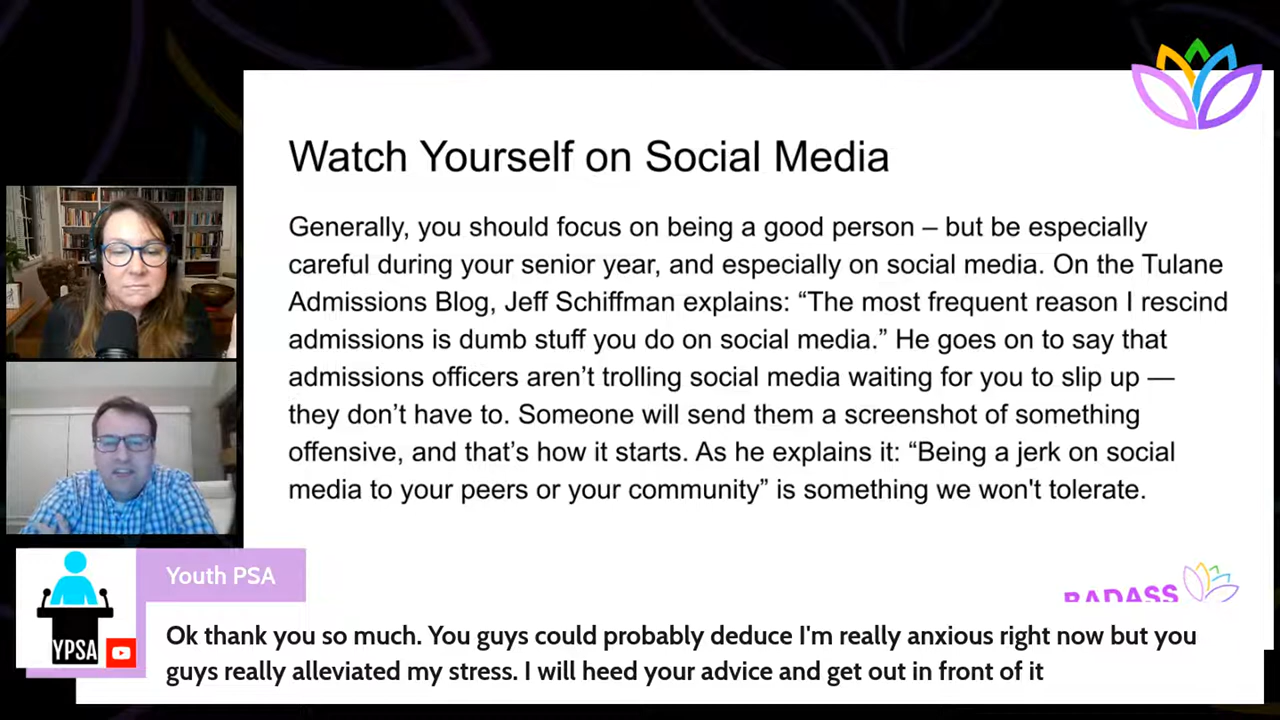 Watch Yourself on Social Media
Generally, you should focus on being a good person – but be especially
careful during your senior year, and especially on social media. On the Tulane
Admissions Blog, Jeff Schiffman explains: “The most frequent reason I rescind
admissions is dumb stuff you do on social media.” He goes on to say that
admissions officers aren’t trolling social media waiting for you to slip up —
they don’t have to. Someone will send them a screenshot of something
offensive, and that’s how it starts. As he explains it: “Being a jerk on social
media to your peers or your community” is something we won't tolerate.
BADASS
YPSA
Youth PSA
Ok thank you so much. You guys could probably deduce I'm really anxious right now but you
guys really alleviated my stress. I will heed your advice and get out in front of it